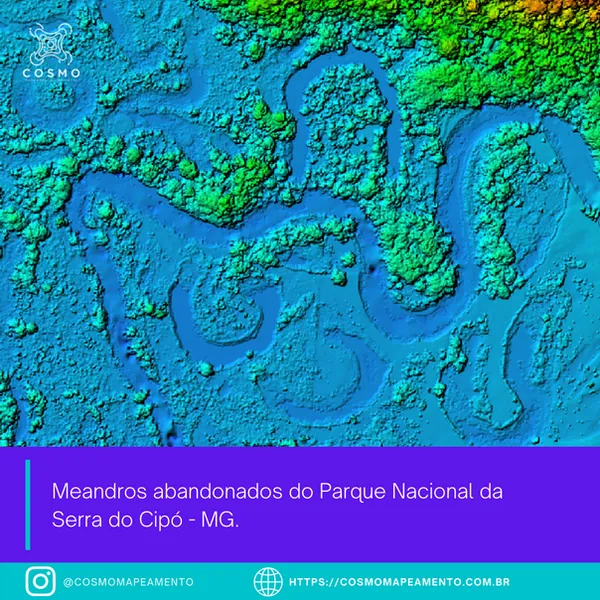 COSMO
Meandros abandonados do Parque Nacional da
Serra do Cipó - MG.
@COSMOMAPEAMENTO
HTTPS://COSMOMAPEAMENTO.COM.BR